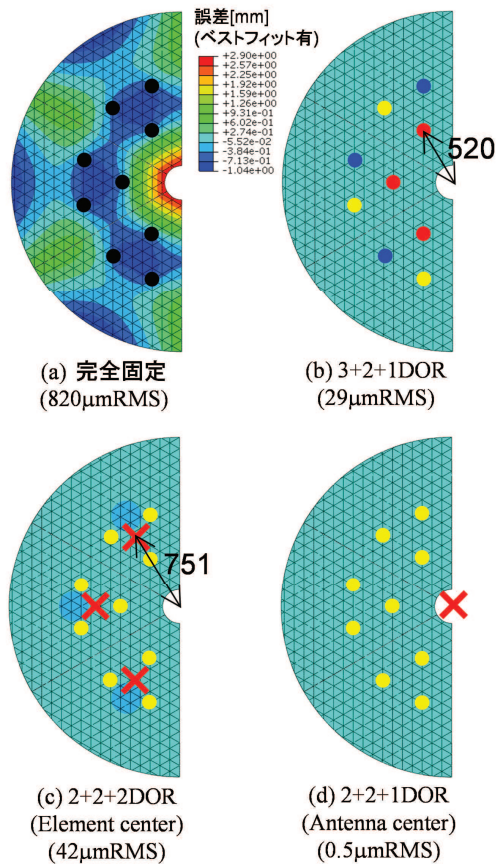 誤差[mm]
(ベストフィット有)
+2.90e+00
+2.57e+00
+2.25e+00
+1.92e+00
+1.59e+00
+1.26e+00
+9.31e-01
+6.02e-01
+2.74e-01
-5.52e-02
-3.84e-01
-7.13e-01
-1.04e+00
520
(a) 完全固定
(820μmRMS)
(b) 3+2+1DOR
(29μmRMS)
751
(c) 2+2+2DOR
(Element center)
(42μmRMS)
(d) 2+2+1DOR
(Antenna center)
(0.5μmRMS)